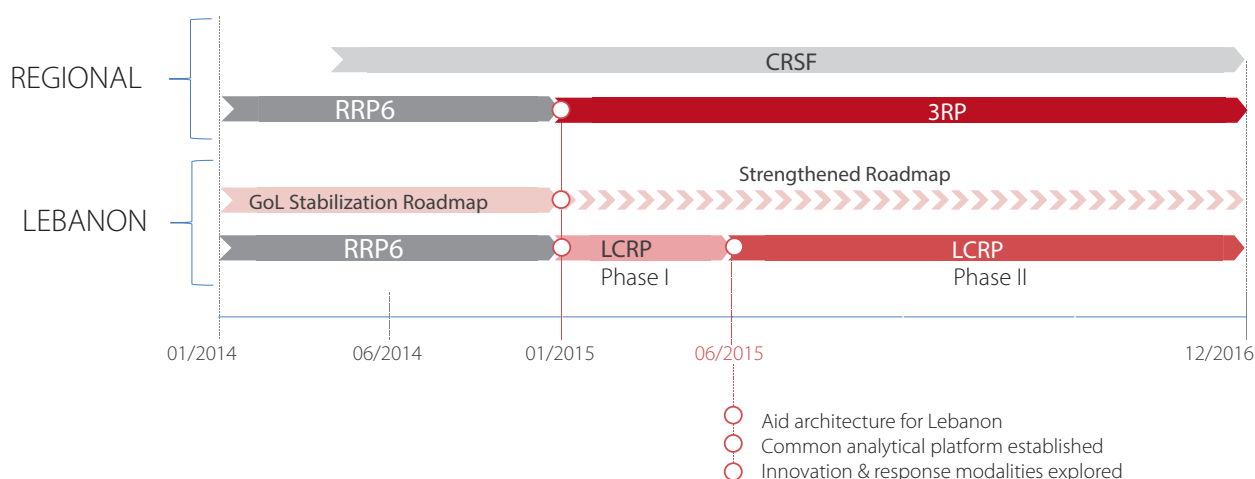 REGIONAL
CRSF
RRP6
3RP
LEBANON
GoL Stabilization Roadmap
Strengthened Roadmap
RRP6
LCRP
Phase I
LCRP
Phase II
01/2014
06/2014
01/2015
06/2015
12/2016
Aid architecture for Lebanon
Common analytical platform established
Innovation & response modalities explored